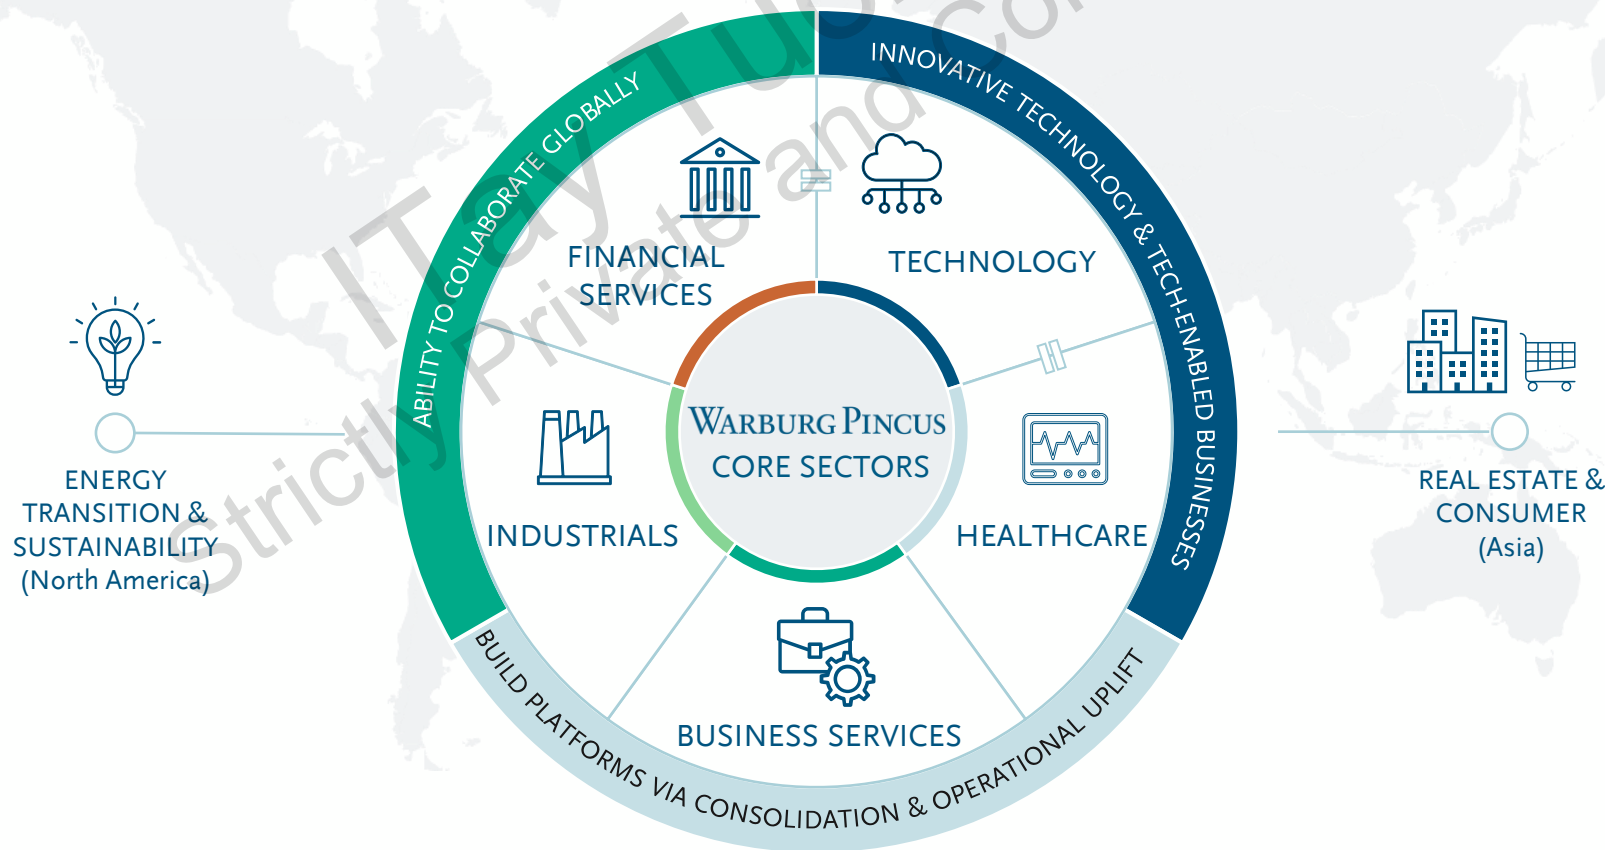 ABILITY TO COLLABORATE GLOBALLY
INNOVATIVE TECHNOLOGY & TECH-ENABLED BUSINESSES
FINANCIAL
SERVICES
TECHNOLOGY
WARBURG PINCUS
CORE SECTORS
ENERGY
TRANSITION &
SUSTAINABILITY
(North America)
REAL ESTATE &
CONSUMER
(Asia)
INDUSTRIALS
HEALTHCARE
BUSINESS SERVICES
BUILD PLATFORMS VIA CONSOLIDATION & OPERATIONAL UPLIFT
ITay
Strictly Private and